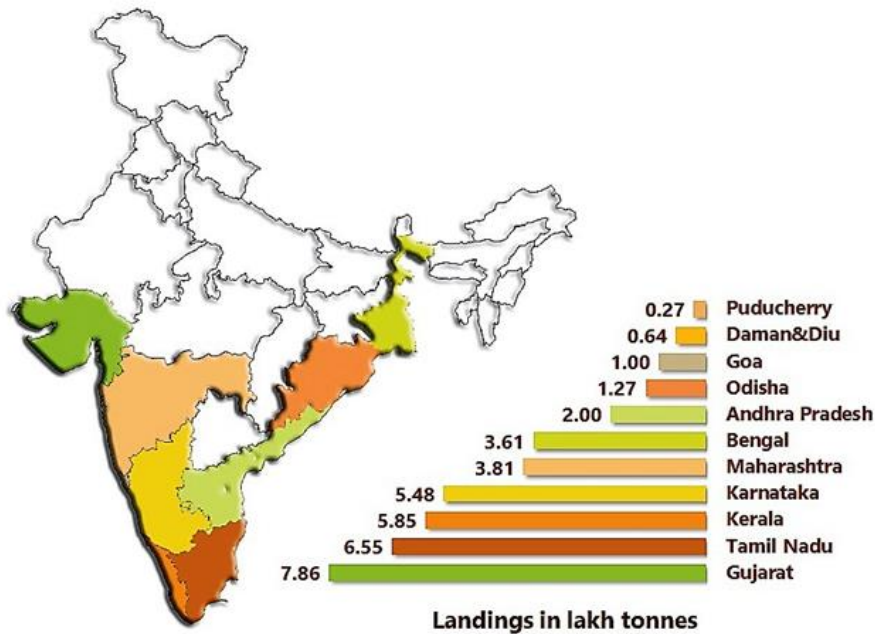 0.27 Puducherry
0.64 Daman&Diu
1.00 Goa
1.27 Odisha
2.00 Andhra Pradesh
3.61 Bengal
3.81 Maharashtra
5.48 Karnataka
5.85 Kerala
6.55 Tamil Nadu
7.86 Gujarat
Landings in lakh tonnes